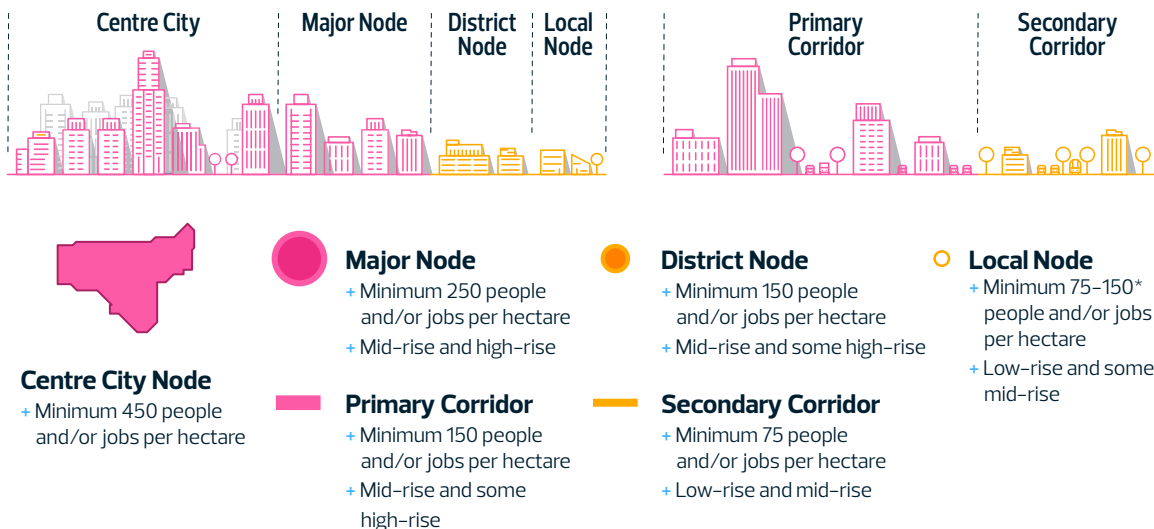 Centre City
Major Node
District
Node
Local
Node
Primary
Corridor
Secondary
Corridor
Centre City Node
+ Minimum 450 people
and/or jobs per hectare
Major Node
+ Minimum 250 people
and/or jobs per hectare
+ Mid-rise and high-rise
Primary Corridor
+ Minimum 150 people
and/or jobs per hectare
+ Mid-rise and some
high-rise
District Node
+ Minimum 150 people
and/or jobs per hectare
+ Mid-rise and some high-rise
Secondary Corridor
+ Minimum 75 people
and/or jobs per hectare
+ Low-rise and mid-rise
Local Node
+ Minimum 75-150*
people and/or jobs
per hectare
+ Low-rise and some
mid-rise